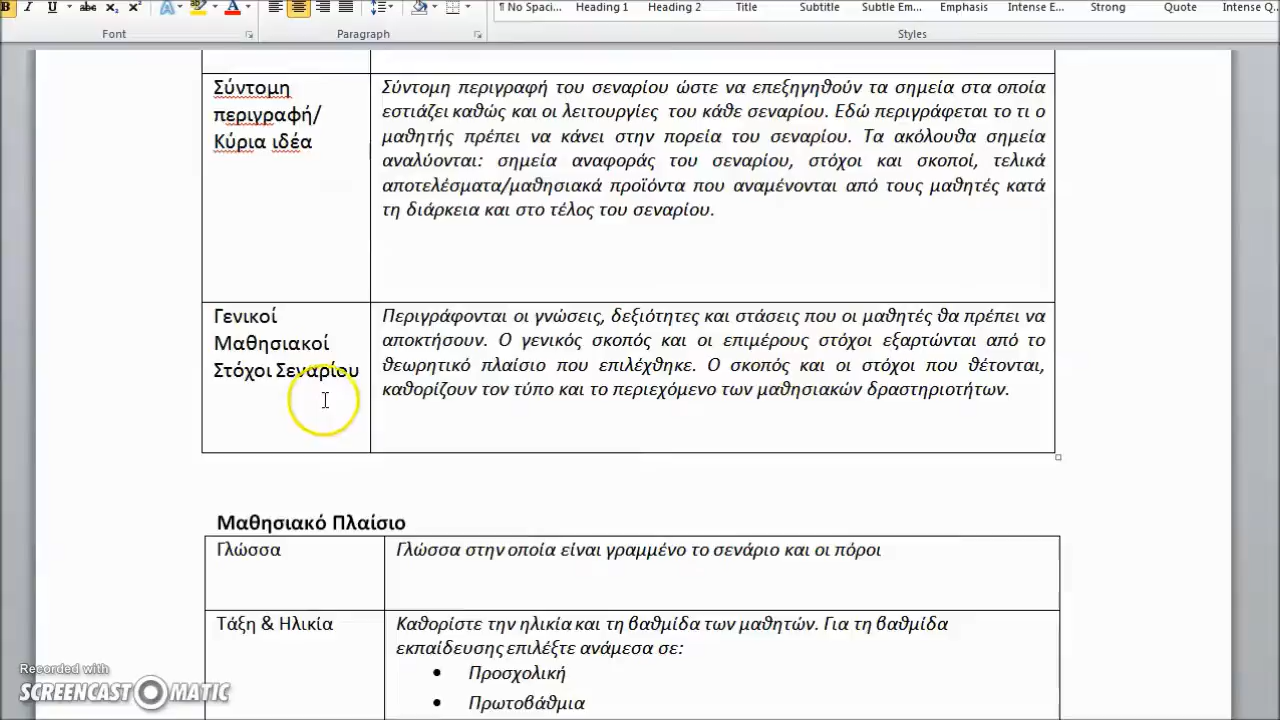 ¶ No Spaci... Heading 1 Heading 2 Title Subtitle Subtle Em... Emphasis Intense E... Strong Quote Intense Q...
Font Paragraph Styles
Σύντομη
περιγραφή/
Κύρια ιδέα
Σύντομη περιγραφή του σεναρίου ώστε να επεξηγηθούν τα σημεία στα οποία
εστιάζει καθώς και οι λειτουργίες του κάθε σεναρίου. Εδώ περιγράφεται το τι ο
μαθητής πρέπει να κάνει στην πορεία του σεναρίου. Τα ακόλουθα σημεία
αναλύονται: σημεία αναφοράς του σεναρίου, στόχοι και σκοποί, τελικά
αποτελέσματα/μαθησιακά προϊόντα που αναμένονται από τους μαθητές κατά
τη διάρκεια και στο τέλος του σεναρίου.
Γενικοί
Μαθησιακοί
Στόχοι Σεναρίου
Περιγράφονται οι γνώσεις, δεξιότητες και στάσεις που οι μαθητές θα πρέπει να
αποκτήσουν. Ο γενικός σκοπός και οι επιμέρους στόχοι εξαρτώνται από το
θεωρητικό πλαίσιο που επιλέχθηκε. Ο σκοπός και οι στόχοι που θέτονται,
καθορίζουν τον τύπο και το περιεχόμενο των μαθησιακών δραστηριοτήτων.
Μαθησιακό Πλαίσιο
Γλώσσα
Γλώσσα στην οποία είναι γραμμένο το σενάριο και οι πόροι
Τάξη & Ηλικία
Καθορίστε την ηλικία και τη βαθμίδα των μαθητών. Για τη βαθμίδα
εκπαίδευσης επιλέξτε ανάμεσα σε:
• Προσχολική
• Πρωτοβάθμια
Recorded with
SCREENCAST MATIC